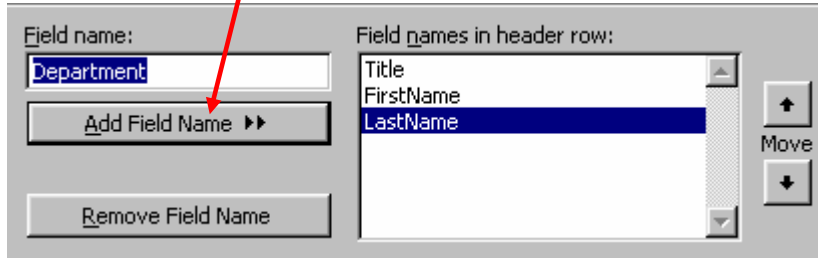 Field name:
Department
Add Field Name
Remove Field Name
Field names in header row:
Title
FirstName
LastName
Move